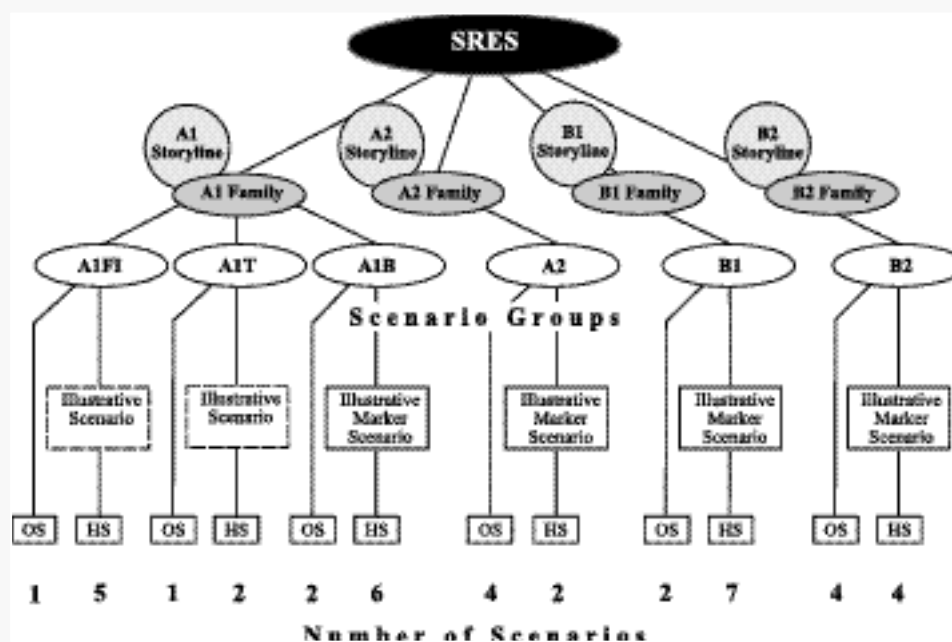 SRES
A1
Storyline
A2
Storyline
B1
Storyline
B2
Storyline
A1 Family
A2 Family
B1 Family
B2 Family
A1FI
A1T
A1B
A2
B1
B2
Scenario Groups
Illustrative
Scenario
Illustrative
Scenario
Illustrative
Marker
Scenario
Illustrative
Marker
Scenario
Illustrative
Marker
Scenario
Illustrative
Marker
Scenario
OS HS OS HS OS HS OS HS OS HS OS HS
1 5 1 2 2 6 4 2 2 7 4 4
Number of Scenarios